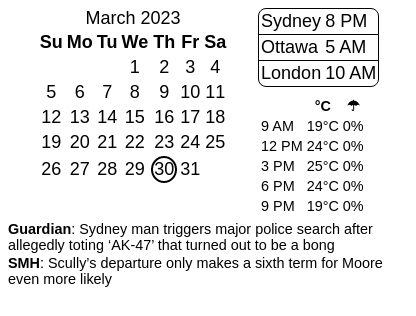 March 2023
Su Mo Tu We Th Fr Sa
1 2 3 4
5 6 7 8 9 10 11
12 13 14 15 16 17 18
19 20 21 22 23 24 25
26 27 28 29 30 31
Sydney 8 PM
Ottawa 5 AM
London 10 AM
°C ☂
9 AM 19°C 0%
12 PM 24°C 0%
3 PM 25°C 0%
6 PM 24°C 0%
9 PM 19°C 0%
Guardian: Sydney man triggers major police search after
allegedly toting ‘AK-47’ that turned out to be a bong
SMH: Scully’s departure only makes a sixth term for Moore
even more likely